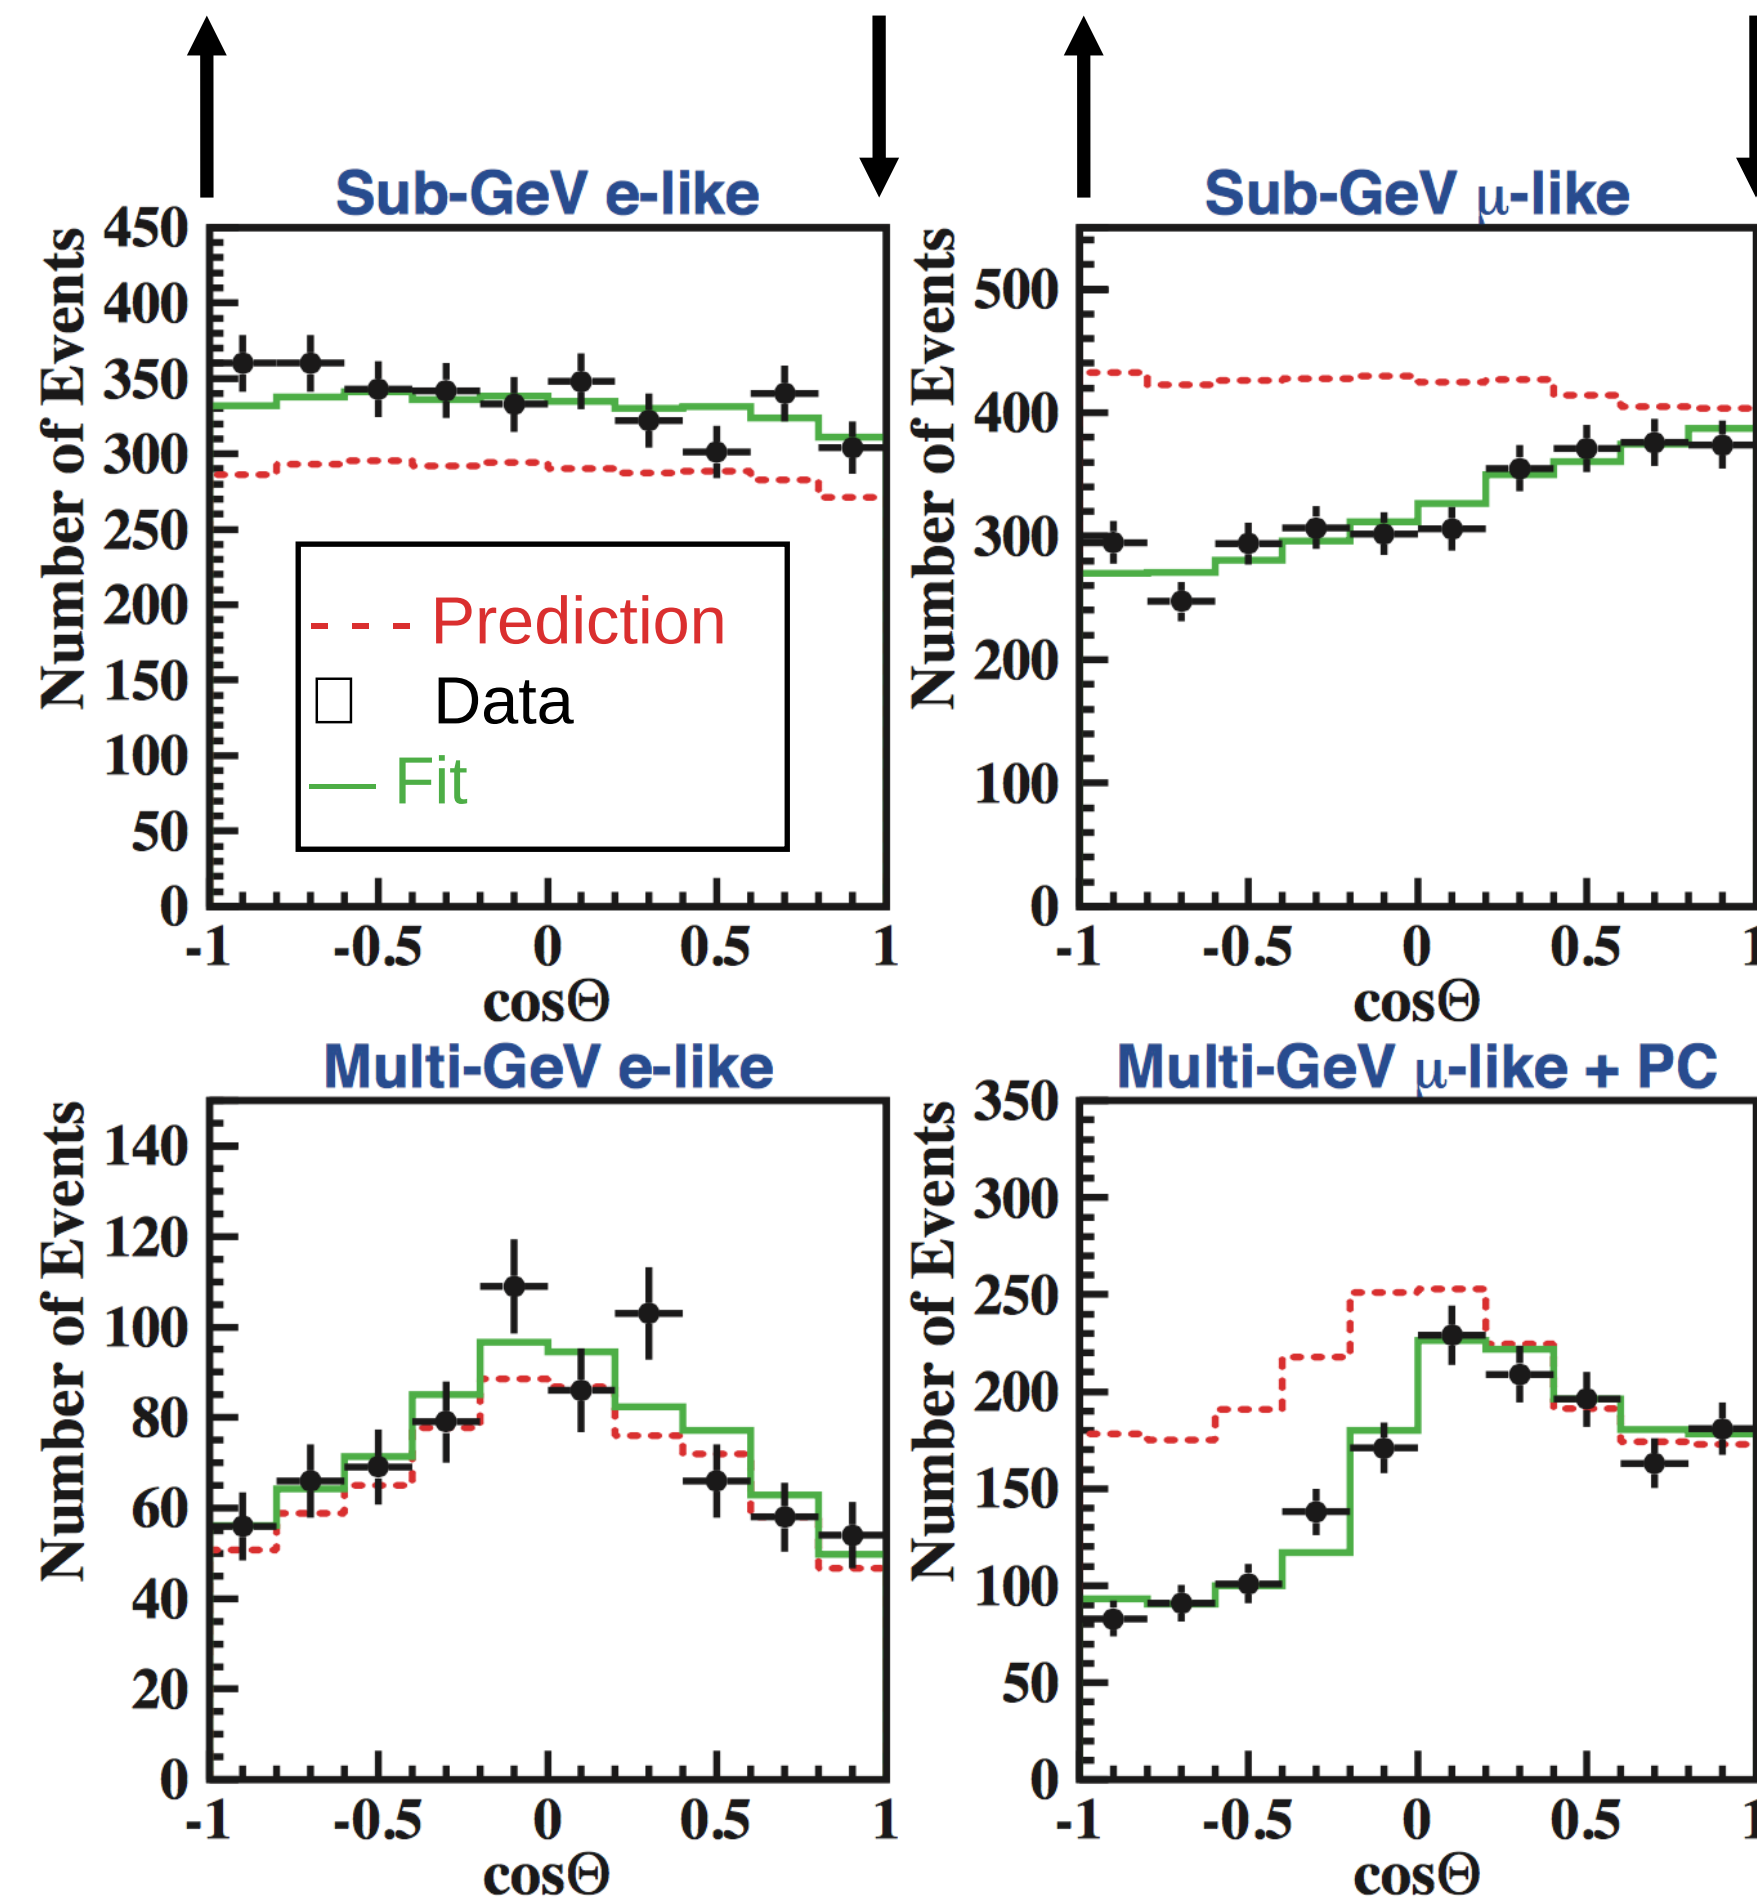 Sub-GeV e-like
Number of Events
450
400
350
300
250
200
150
100
50
0
Prediction
Data
Fit
-1 -0.5 0 0.5 1
cosΘ
Sub-GeV μ-like
Number of Events
500
400
300
200
100
0
-1 -0.5 0 0.5 1
cosΘ
Multi-GeV e-like
Number of Events
140
120
100
80
60
40
20
0
-1 -0.5 0 0.5 1
cosΘ
Multi-GeV μ-like + PC
Number of Events
350
300
250
200
150
100
50
0
-1 -0.5 0 0.5 1
cosΘ